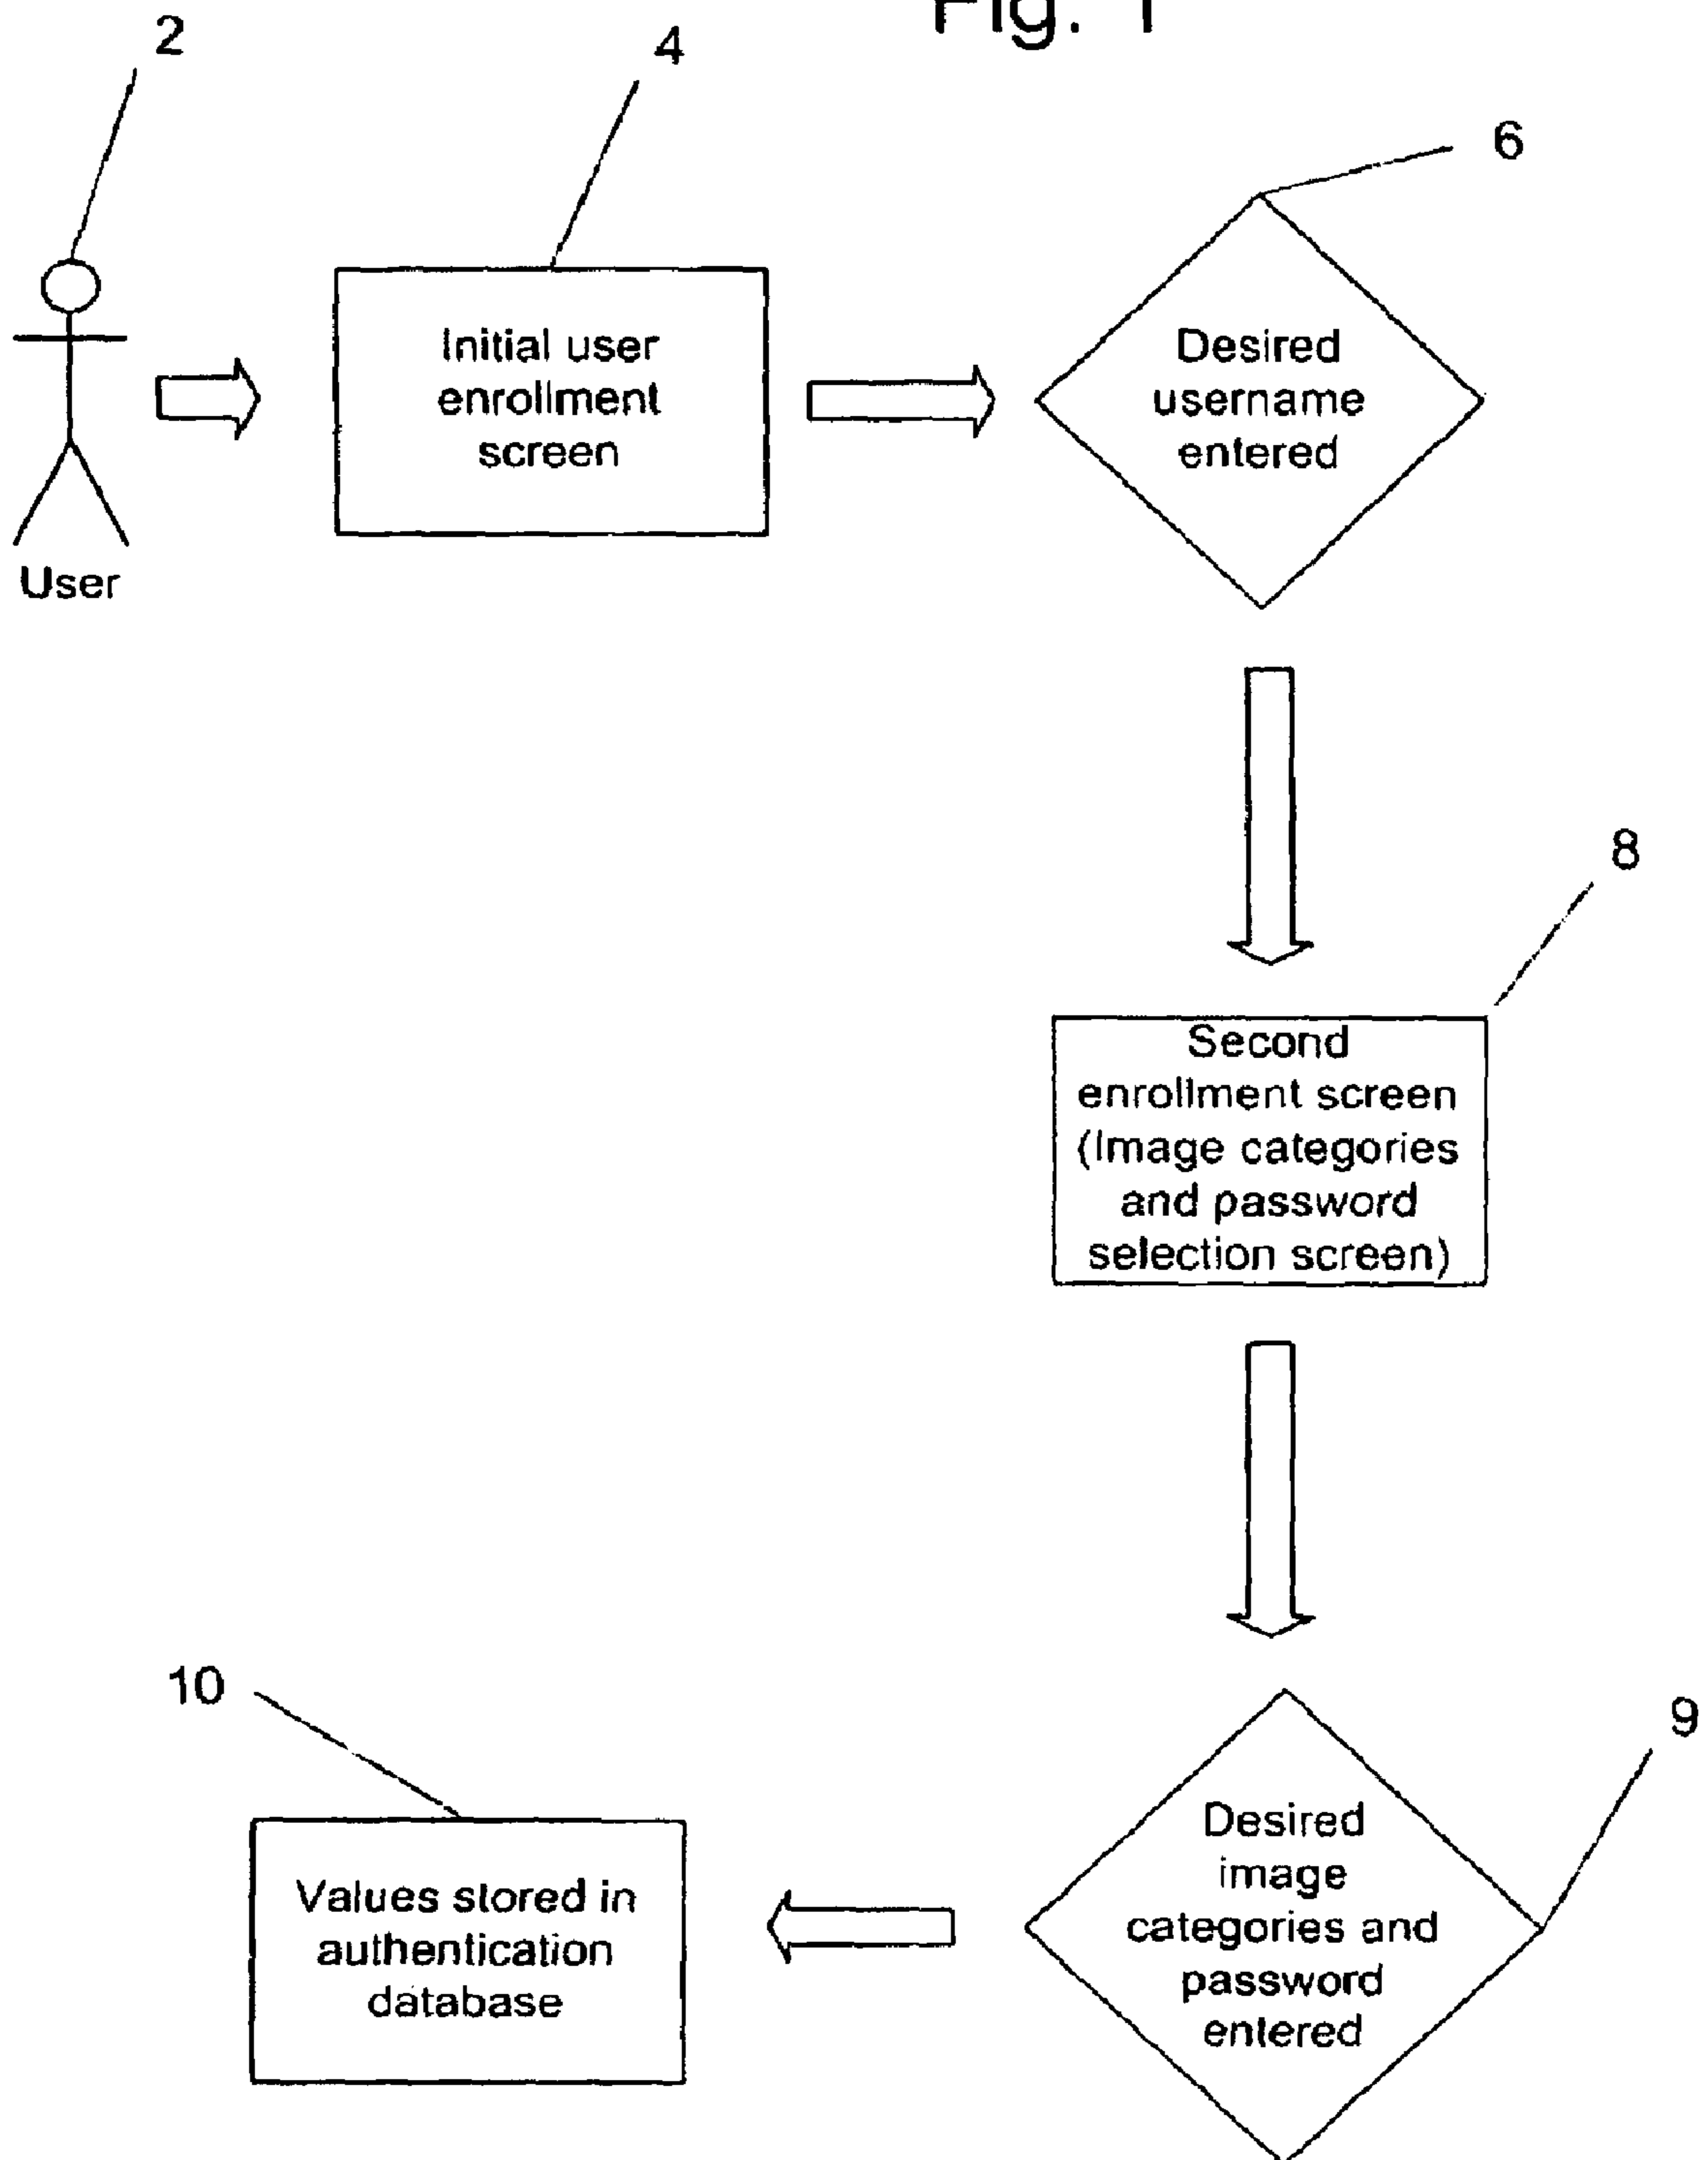 Fig. 1
2
4
6
Initial user
enrollment
screen
Desired
username
entered
User
8
Second
enrollment screen
(Image categories
and password
selection screen)
10
9
Values stored in
authentication
database
Desired
image
categories and
password
entered